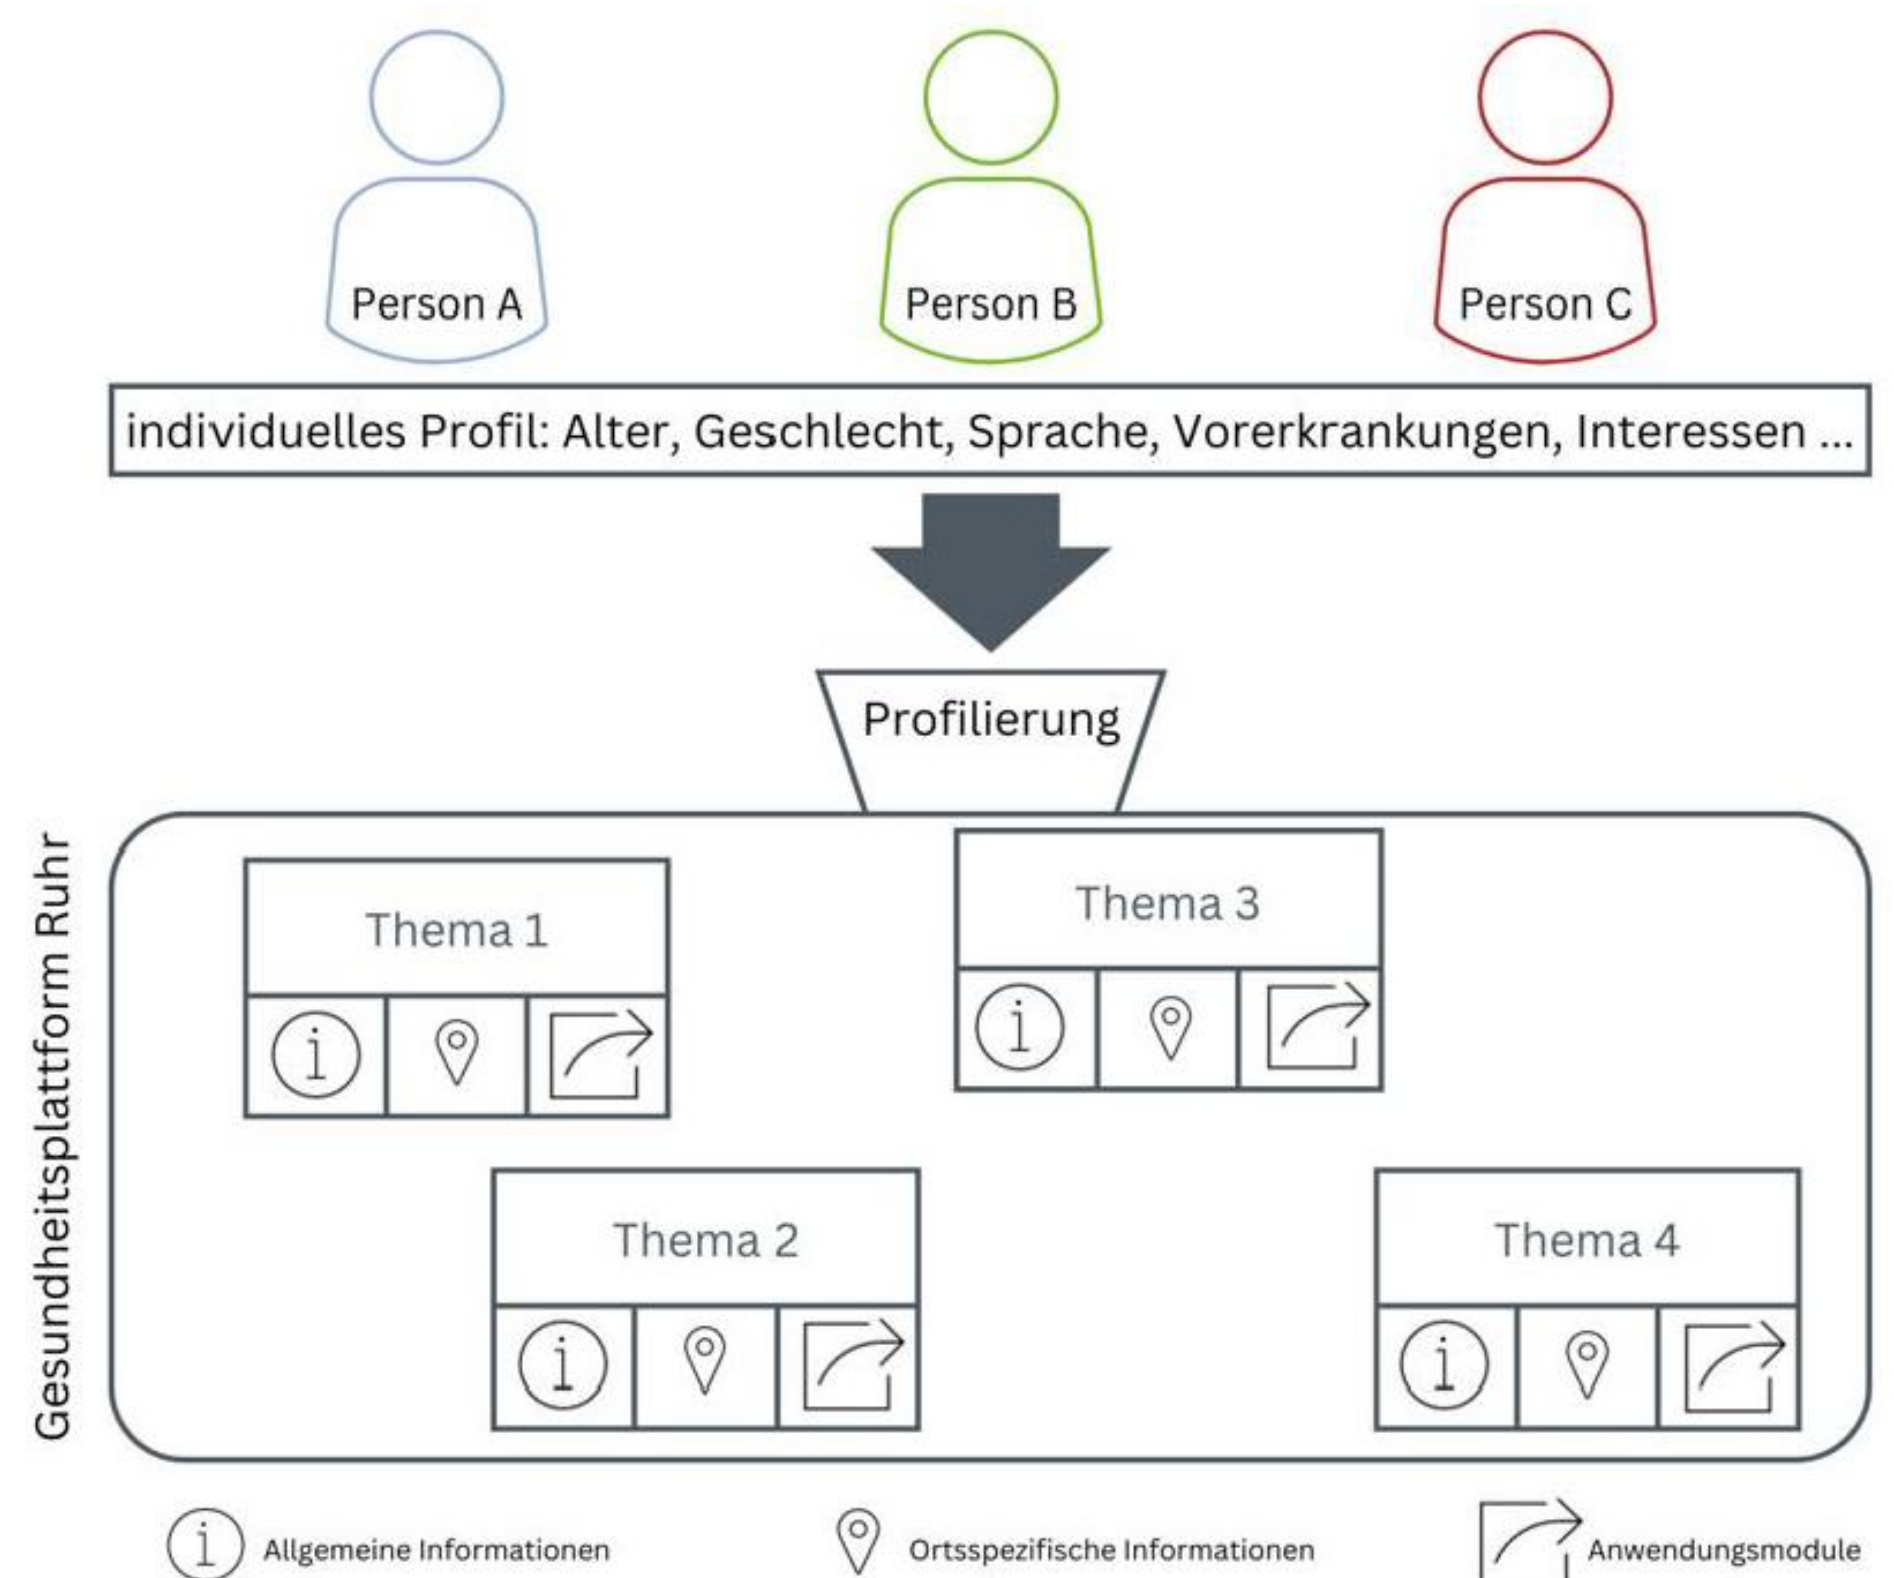 Person A
Person B
Person C
individuelles Profil: Alter, Geschlecht, Sprache, Vorerkrankungen, Interessen ...
Profilierung
Gesundheitsplattform Ruhr
Thema 1
i
Thema 3
i
Thema 2
i
Thema 4
i
i Allgemeine Informationen
Ortsspezifische Informationen
Anwendungsmodule